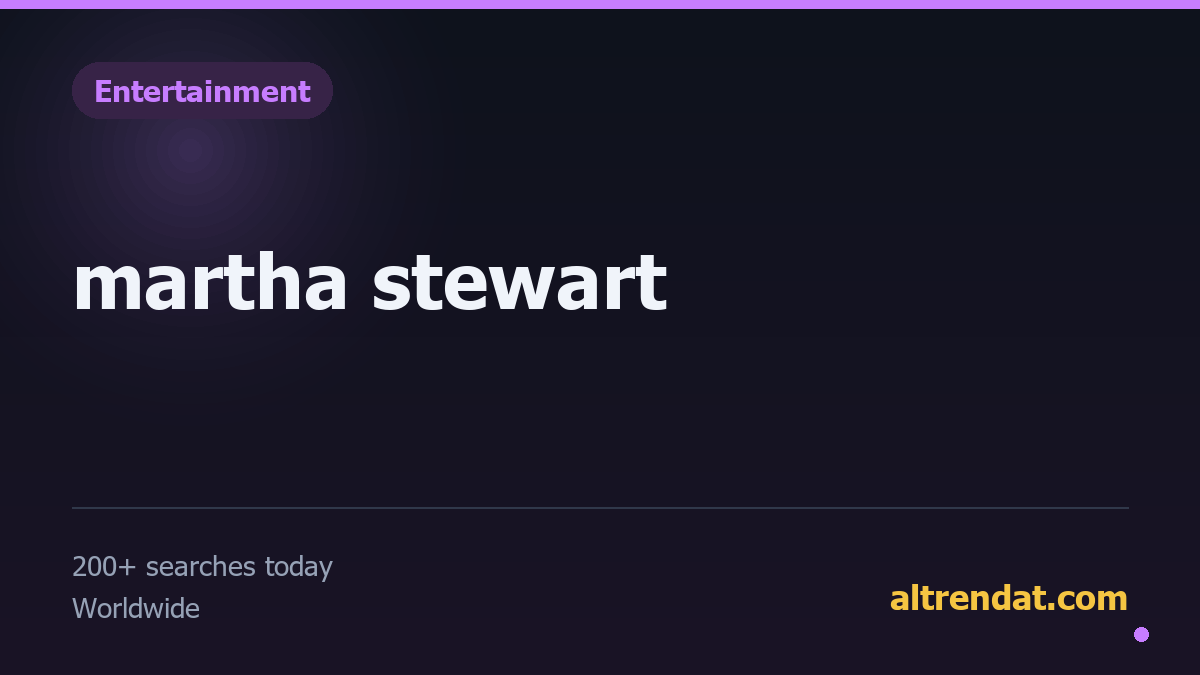 Entertainment
martha stewart
200+ searches today
Worldwide
altrendat.com